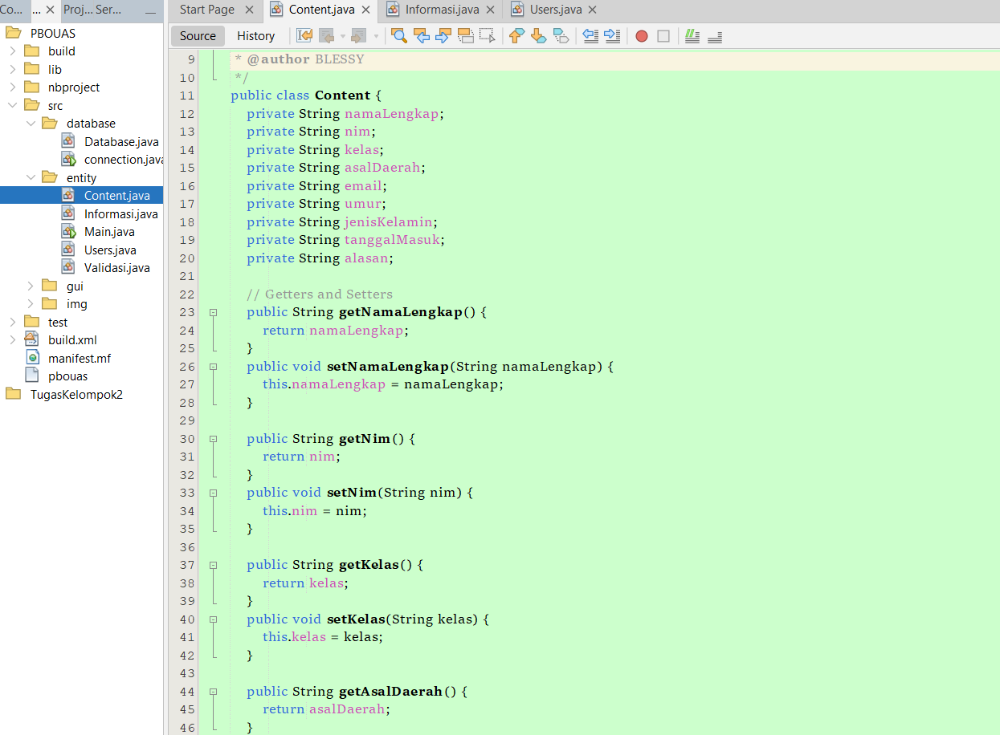 Co... ... Proj... Ser...
Start Page Content.java Informasi.java Users.java
Source History
PBOUAS
build
lib
nbproject
src
database
Database.java
connection.java
entity
Content.java
Informasi.java
Main.java
Users.java
Validasi.java
gui
img
test
build.xml
manifest.mf
pbouas
TugasKelompok2
9 * @author BLESSY
10 */
11 public class Content {
12 private String namaLengkap;
13 private String nim;
14 private String kelas;
15 private String asalDaerah;
16 private String email;
17 private String umur;
18 private String jenisKelamin;
19 private String tanggalMasuk;
20 private String alasan;
21
22 // Getters and Setters
23 public String getNamaLengkap() {
24 return namaLengkap;
25 }
26 public void setNamaLengkap(String namaLengkap) {
27 this.namaLengkap = namaLengkap;
28 }
29
30 public String getNim() {
31 return nim;
32 }
33 public void setNim(String nim) {
34 this.nim = nim;
35 }
36
37 public String getKelas() {
38 return kelas;
39 }
40 public void setKelas(String kelas) {
41 this.kelas = kelas;
42 }
43
44 public String getAsalDaerah() {
45 return asalDaerah;
46 }